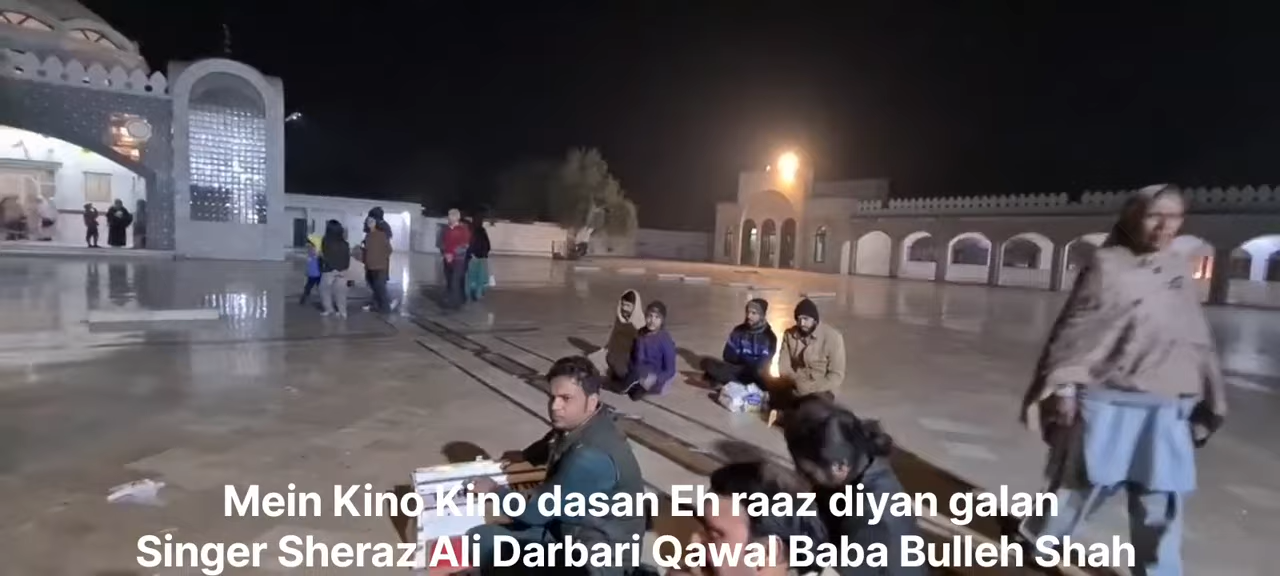 Mein Kino Kino dasan Eh raaz diyan galan
Singer Sheraz Ali Darbari Qawal Baba Bulleh Shah